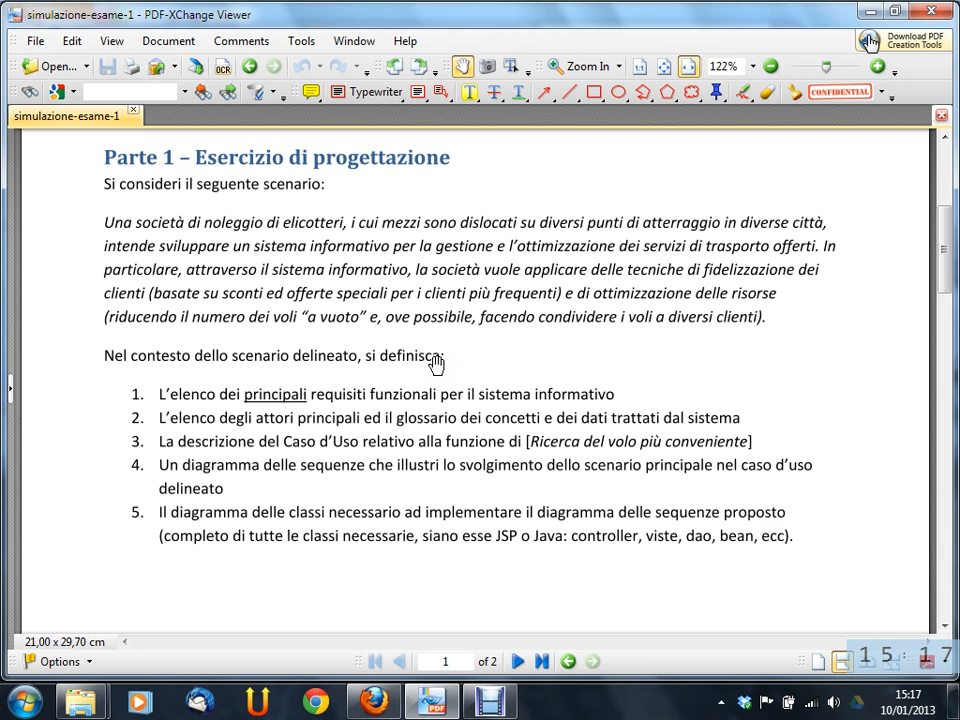 simulazione-esame-1 - PDF-XChange Viewer
File Edit View Document Comments Tools Window Help
Download PDF
Creation Tools
Open... OCR Zoom In 1:1 122%
Typewriter T T T CONFIDENTIAL
simulazione-esame-1
Parte 1 – Esercizio di progettazione
Si consideri il seguente scenario:
Una società di noleggio di elicotteri, i cui mezzi sono dislocati su diversi punti di atterraggio in diverse città,
intende sviluppare un sistema informativo per la gestione e l’ottimizzazione dei servizi di trasporto offerti. In
particolare, attraverso il sistema informativo, la società vuole applicare delle tecniche di fidelizzazione dei
clienti (basate su sconti ed offerte speciali per i clienti più frequenti) e di ottimizzazione delle risorse
(riducendo il numero dei voli “a vuoto” e, ove possibile, facendo condividere i voli a diversi clienti).
Nel contesto dello scenario delineato, si definisca:
1. L’elenco dei principali requisiti funzionali per il sistema informativo
2. L’elenco degli attori principali ed il glossario dei concetti e dei dati trattati dal sistema
3. La descrizione del Caso d’Uso relativo alla funzione di [Ricerca del volo più conveniente]
4. Un diagramma delle sequenze che illustri lo svolgimento dello scenario principale nel caso d’uso
delineato
5. Il diagramma delle classi necessario ad implementare il diagramma delle sequenze proposto
(completo di tutte le classi necessarie, siano esse JSP o Java: controller, viste, dao, bean, ecc).
21,00 x 29,70 cm
Options 1 of 2
15:17
15:17
10/01/2013